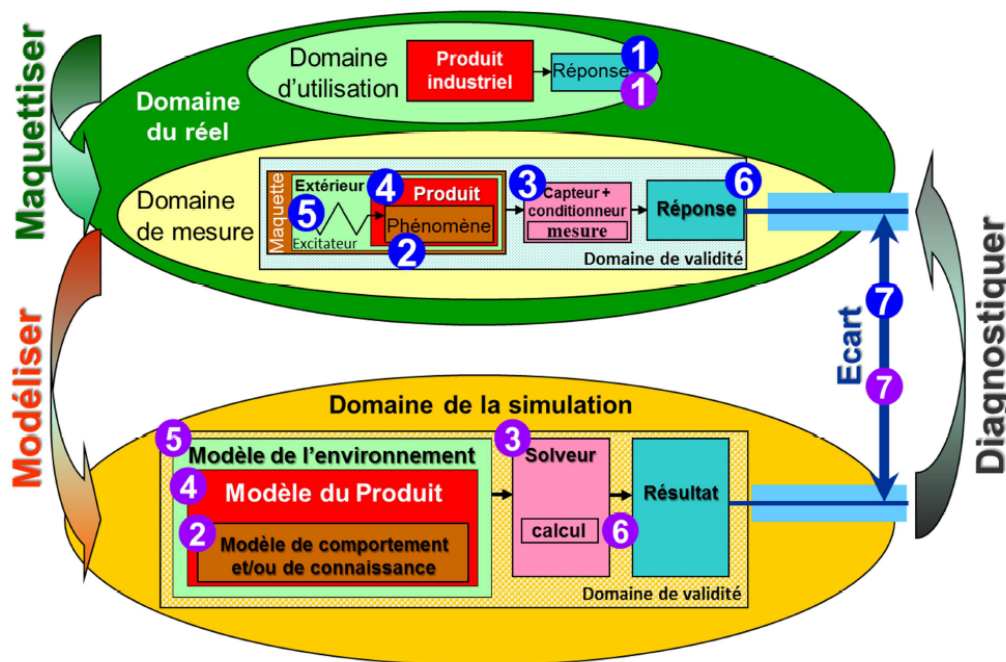 Maquettiser
Modéliser
Domaine
d'utilisation
Produit
industriel
Réponse
1
1
Domaine
du réel
Domaine
de mesure
Maquette
Extérieur
5
Excitateur
4
Produit
Phénomène
2
3
Capteur +
conditionneur
mesure
6
Réponse
Domaine de validité
7
Ecart
7
Diagnostiquer
Domaine de la simulation
5
Modèle de l'environnement
4
Modèle du Produit
2
Modèle de comportement
et/ou de connaissance
3
Solveur
calcul
6
Résultat
Domaine de validité